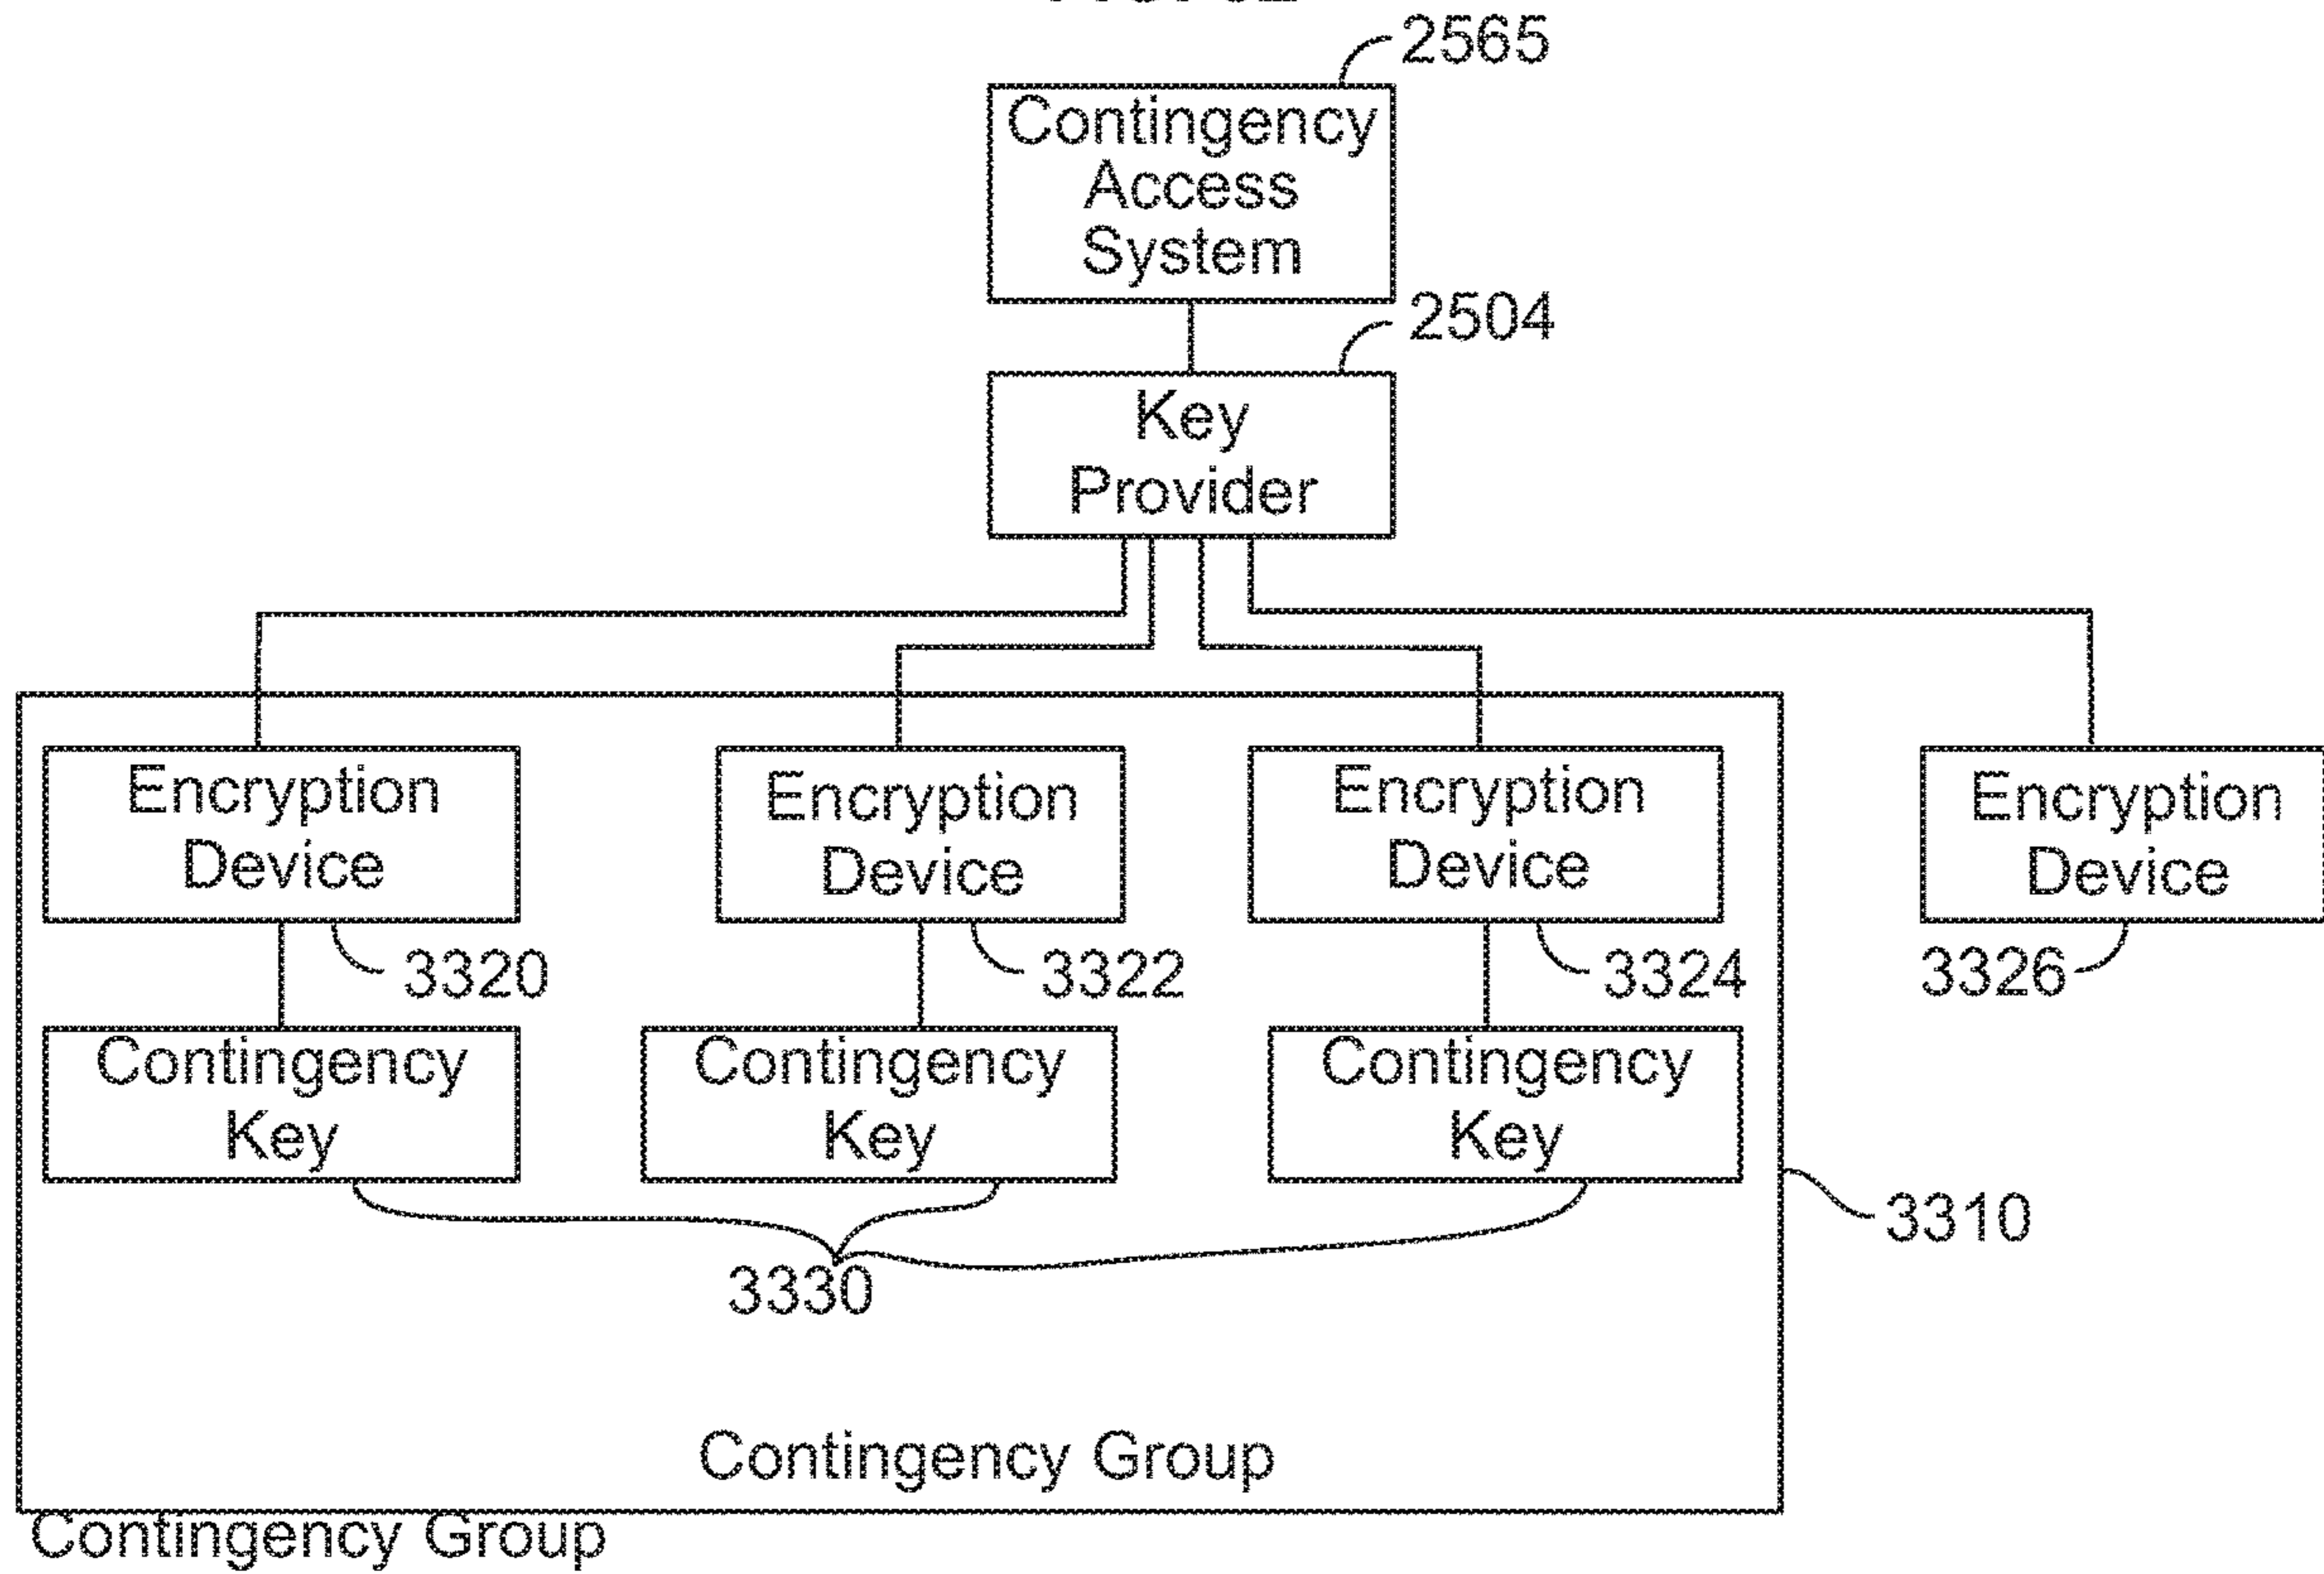 2565
Contingency
Access
System
2504
Key
Provider
Encryption
Device
3320
Encryption
Device
3322
Encryption
Device
3324
Encryption
Device
3326
Contingency
Key
Contingency
Key
Contingency
Key
3330
3310
Contingency Group
Contingency Group